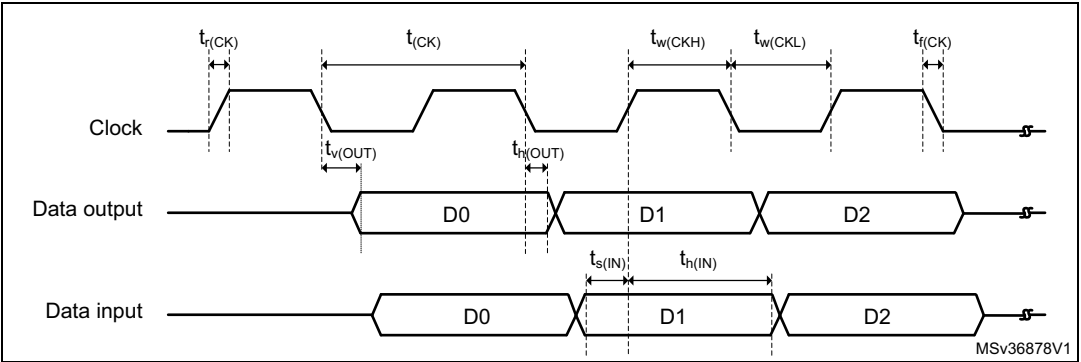 tr(CK) t(CK) tw(CKH) tw(CKL) tf(CK)
Clock
tv(OUT) th(OUT)
Data output D0 D1 D2
ts(IN) th(IN)
Data input D0 D1 D2
MSv36878V1